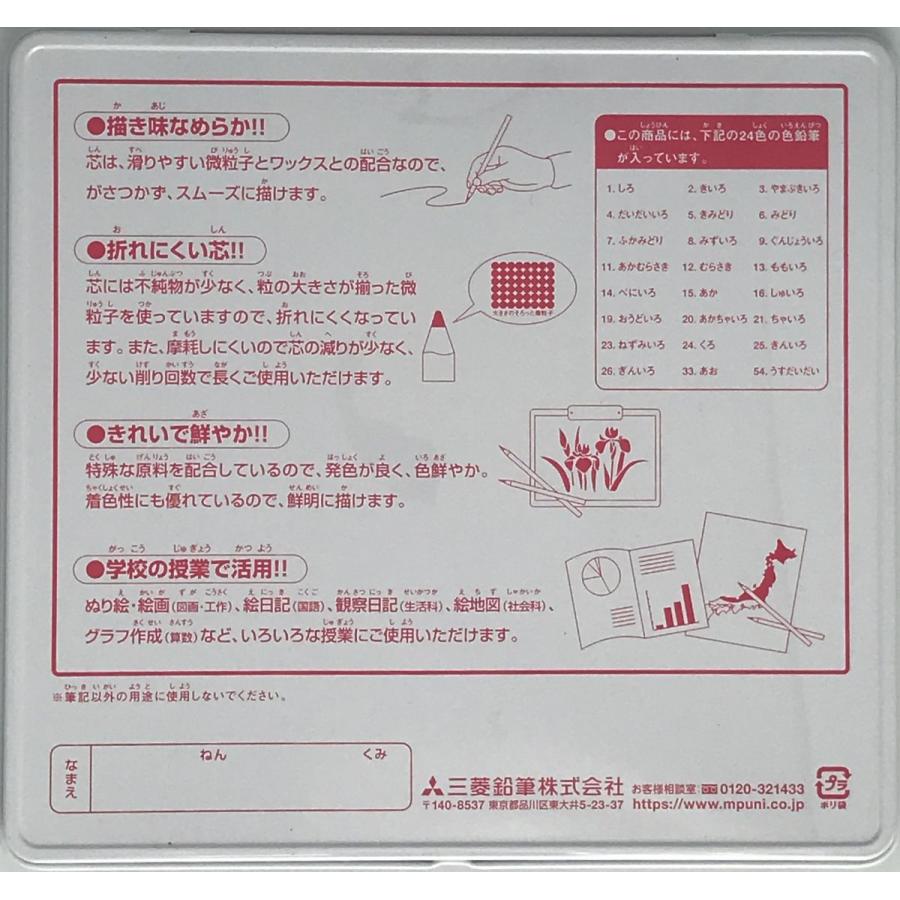 ●描き味なめらか!!
芯は、滑りやすい微粒子とワックスとの配合なので、
がさつかず、スムーズに描けます。
●折れにくい芯!!
芯には不純物が少なく、粒の大きさが揃った微
粒子を使っていますので、折れにくくなってい
ます。また、摩耗しにくいので芯の減りが少なく、
少ない削り回数で長くご使用いただけます。
大きさのそろった微粒子
●きれいで鮮やか!!
特殊な原料を配合しているので、発色が良く、色鮮やか。
着色性にも優れているので、鮮明に描けます。
●学校の授業で活用!!
ぬり絵・絵画(図画・工作)、絵日記(国語)、観察日記(生活科)、絵地図(社会科)、
グラフ作成(算数)など、いろいろな授業にご使用いただけます。
●この商品には、下記の24色の色鉛筆
が入っています。
1. しろ 2. きいろ 3. やまぶきいろ
4. だいだいいろ 5. きみどり 6. みどり
7. ふかみどり 8. みずいろ 9. ぐんじょういろ
11. あかむらさき 12. むらさき 13. ももいろ
14. べにいろ 15. あか 16. しゅいろ
19. おうどいろ 20. あかちゃいろ 21. ちゃいろ
23. ねずみいろ 24. くろ 25. きんいろ
26. ぎんいろ 33. あお 54. うすだいだい
※筆記以外の用途に使用しないでください。
なまえ
ねん くみ
三菱鉛筆株式会社 お客様相談室: 0120-321433
〒140-8537 東京都品川区東大井5-23-37 https://www.mpuni.co.jp
プラ
ポリ袋